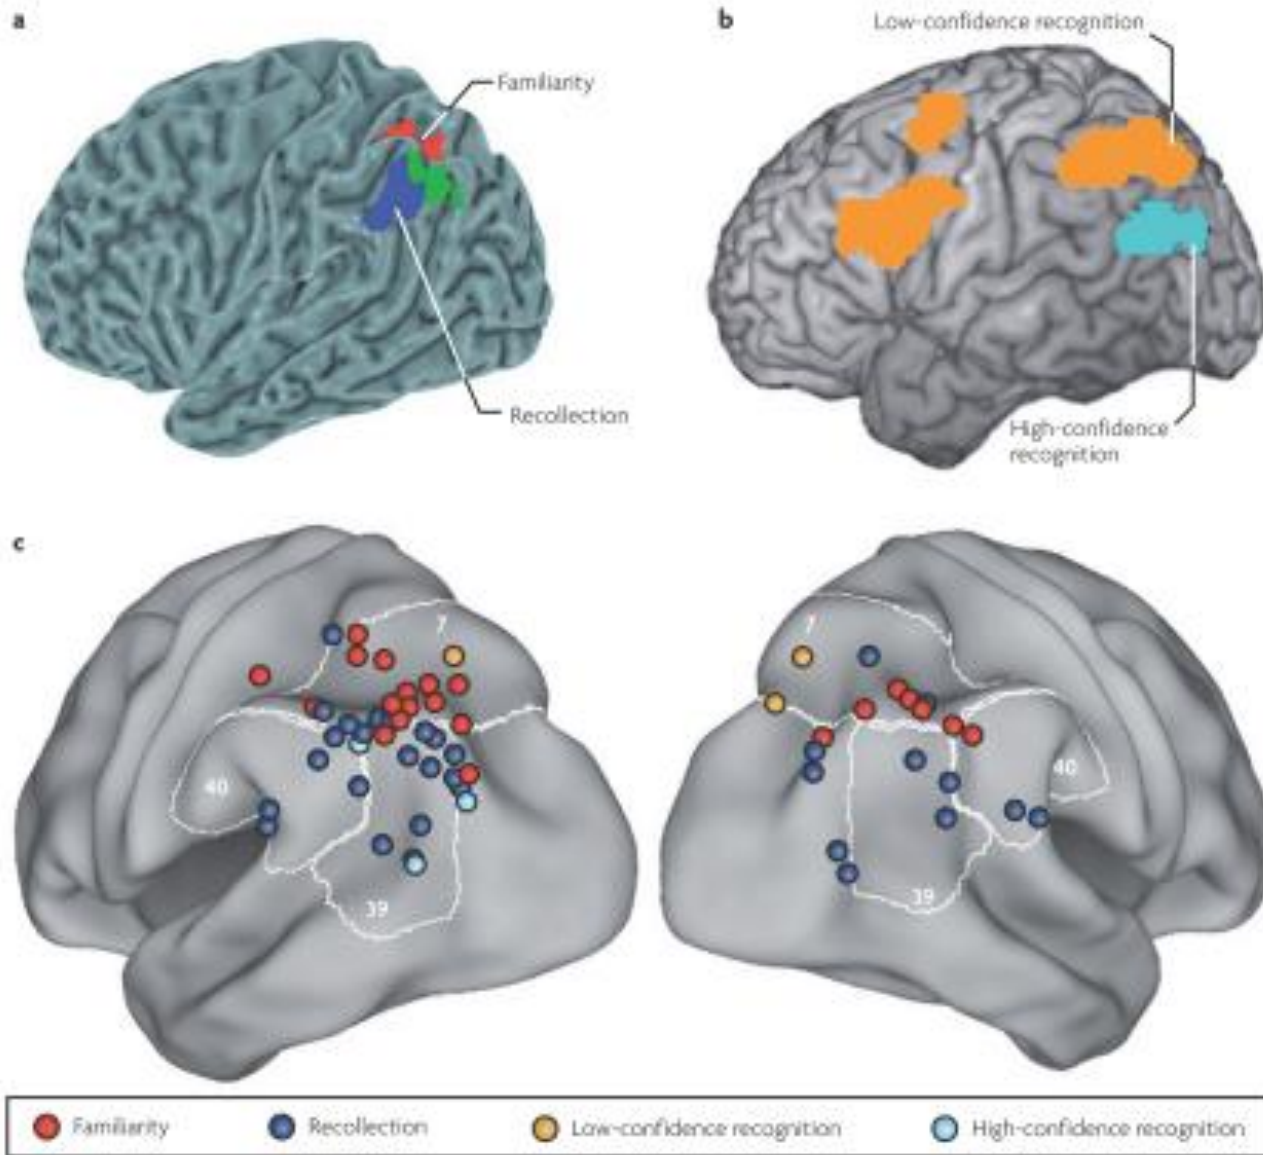 a
b
Low-confidence recognition
Familiarity
Recollection
High-confidence
recognition
c
7
7
40
40
39
39
Familiarity
Recollection
Low-confidence recognition
High-confidence recognition